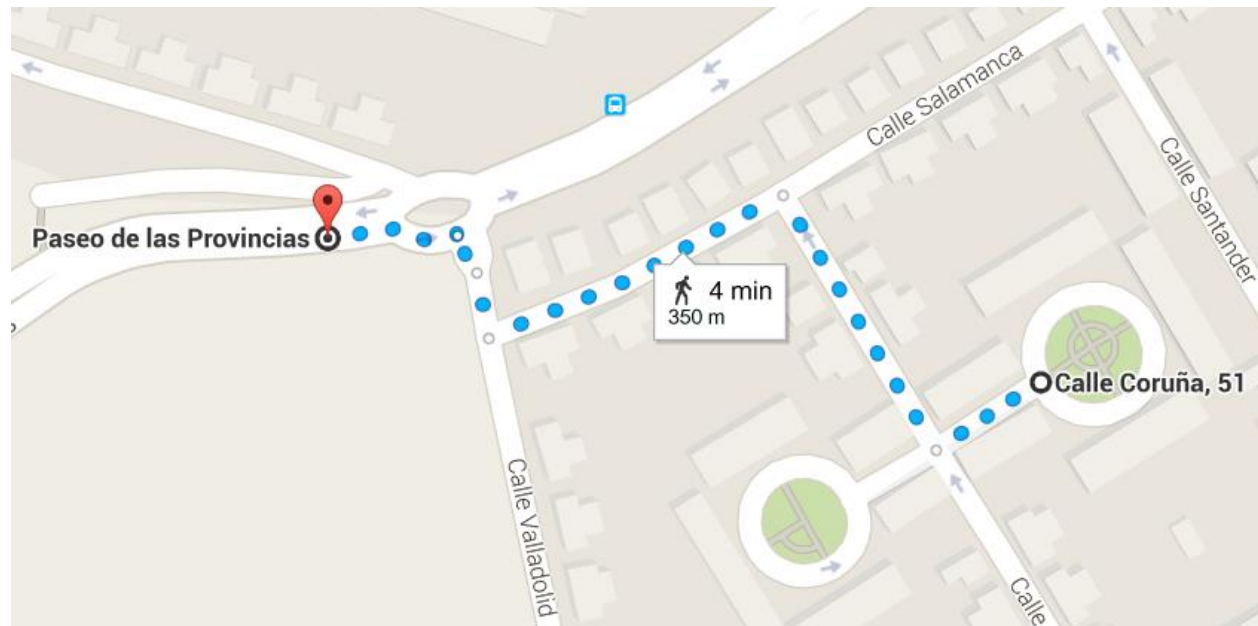 Calle Salamanca
Calle Santander
Paseo de las Provincias
4 min
350 m
Calle Coruña, 51
Calle Valladolid
Calle